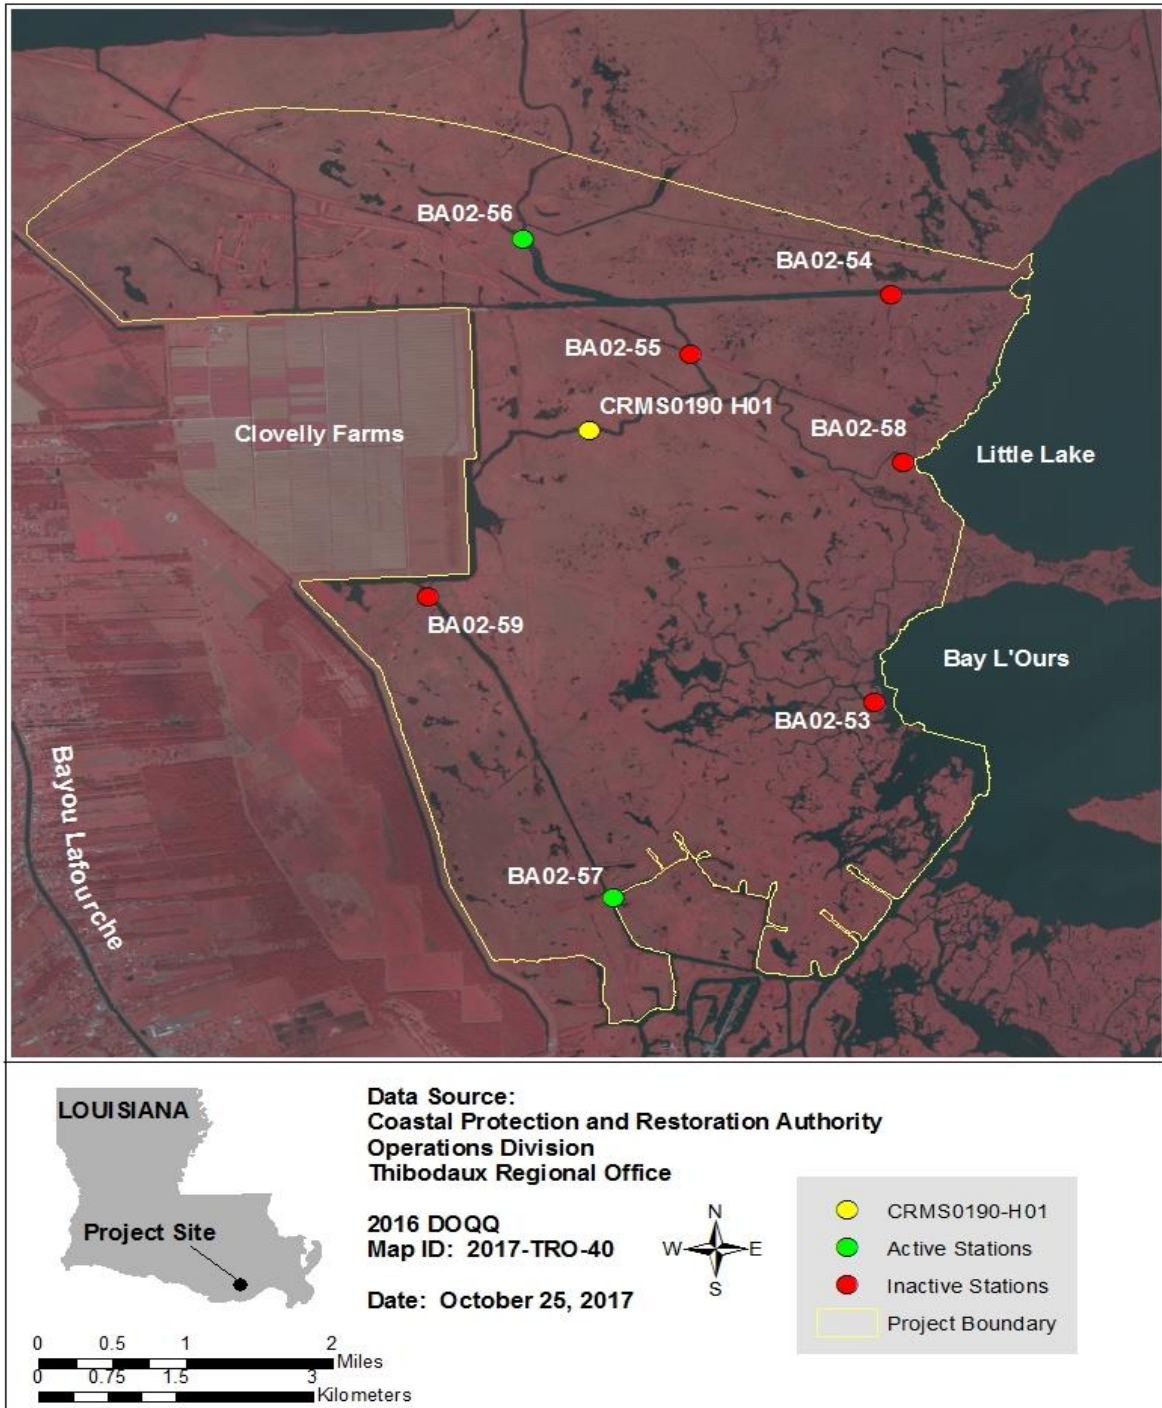 BA02-56
BA02-54
BA02-55
CRMS0190 H01
Clovelly Farms
BA02-58
Little Lake
BA02-59
Bay L'Ours
BA02-53
Bayou Lafourche
BA02-57
LOUISIANA
Project Site
Data Source:
Coastal Protection and Restoration Authority
Operations Division
Thibodaux Regional Office
2016 DOQQ
Map ID: 2017-TRO-40
Date: October 25, 2017
N
W E
S
CRMS0190-H01
Active Stations
Inactive Stations
Project Boundary
0 0.5 1 2
Miles
0 0.75 1.5 3
Kilometers